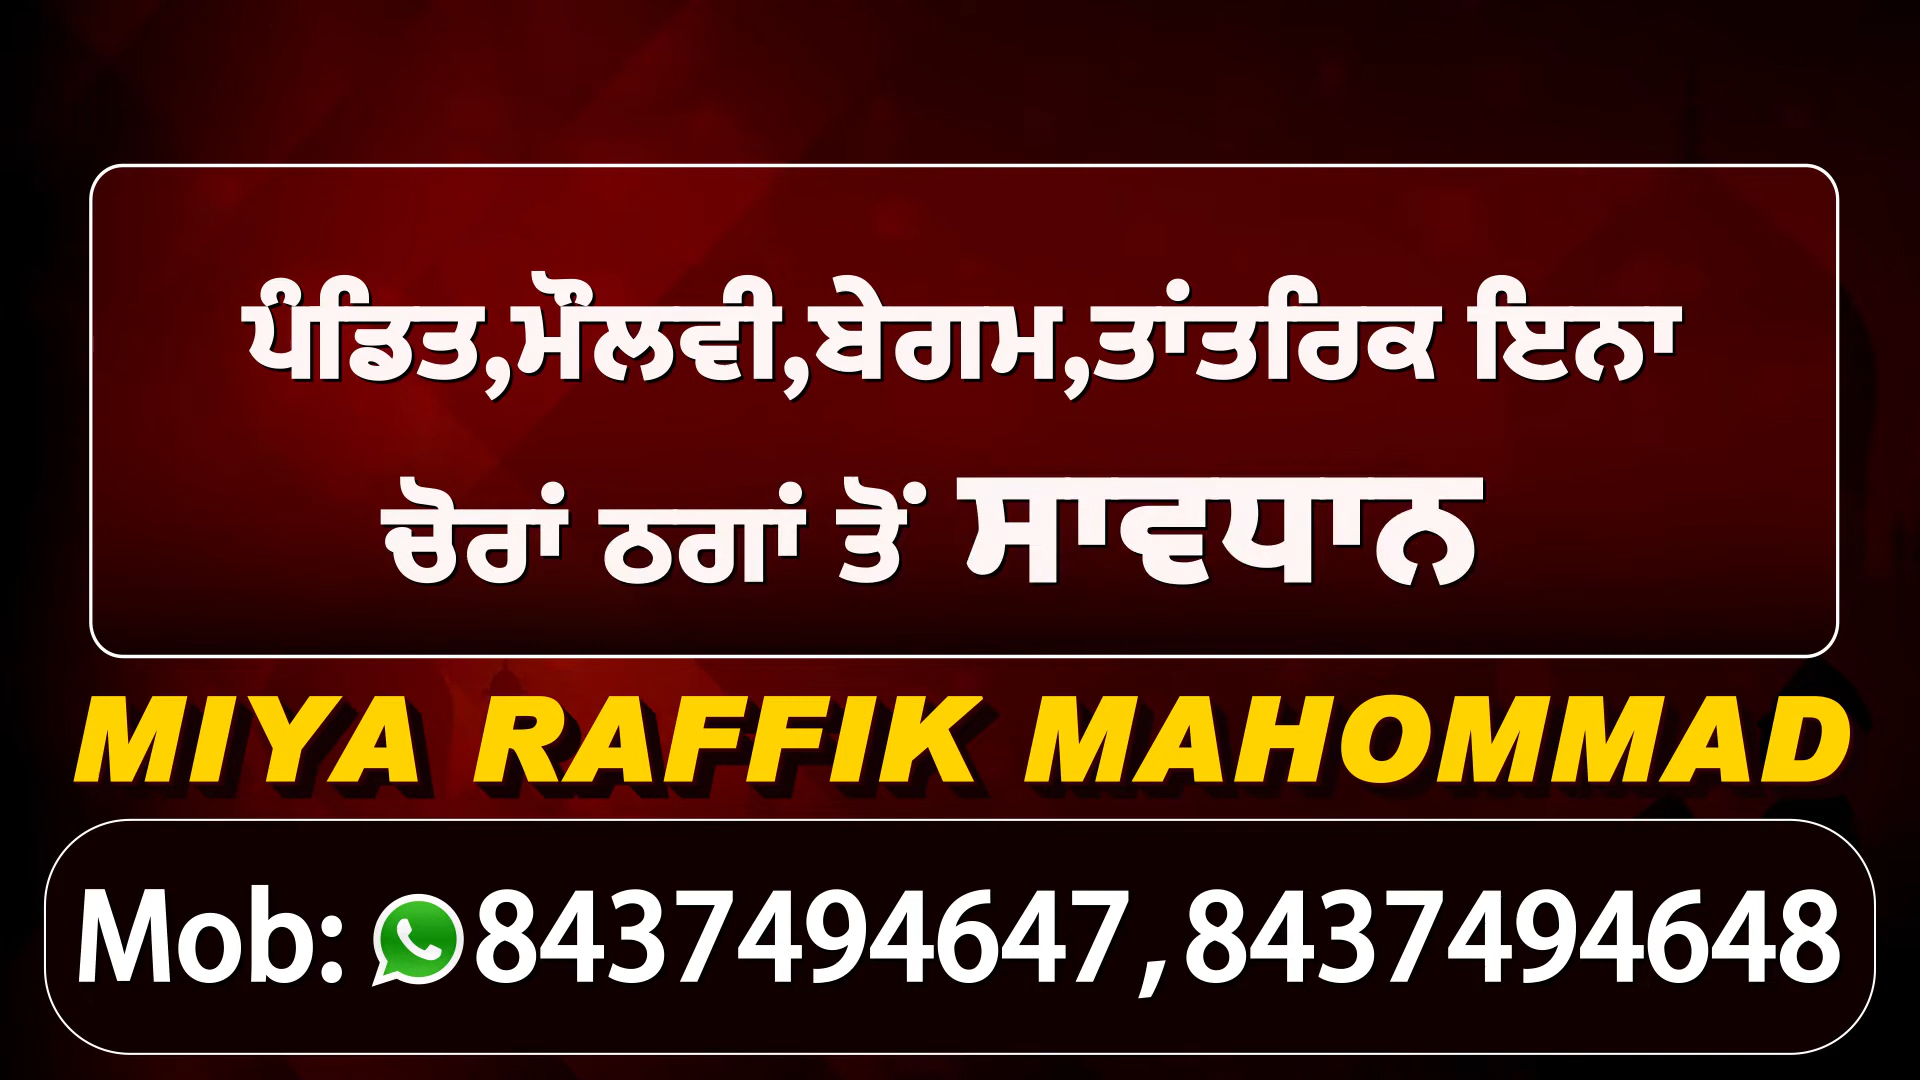 ਪੰਡਿਤ,ਮੌਲਵੀ,ਬੇਗਮ,ਤਾਂਤਰਿਕ ਇਨਾ
ਚੋਰਾਂ ਠਗਾਂ ਤੋਂ ਸਾਵਧਾਨ
MIYA RAFFIK MAHOMMAD
Mob: 8437494647, 8437494648